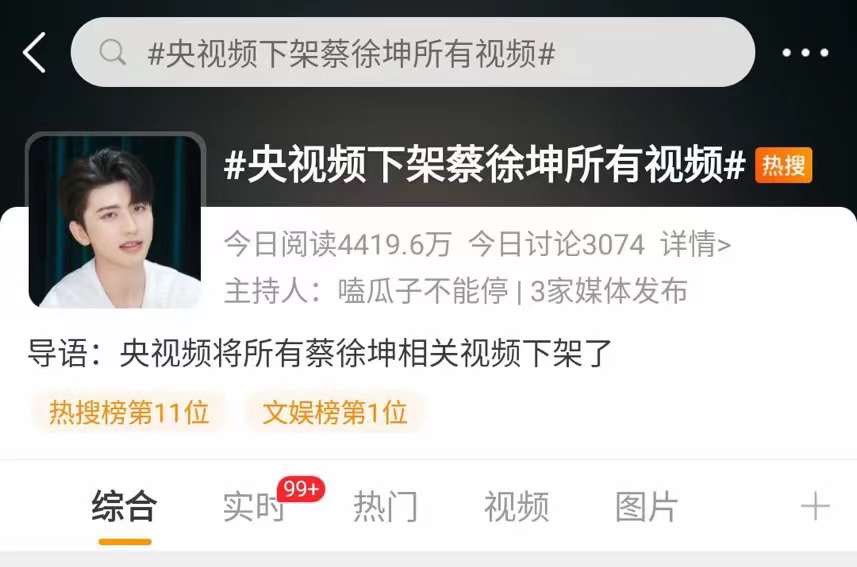 #央视频下架蔡徐坤所有视频#
#央视频下架蔡徐坤所有视频# 热搜
今日阅读4419.6万 今日讨论3074 详情>
主持人：嗑瓜子不能停 | 3家媒体发布
导语：央视频将所有蔡徐坤相关视频下架了
热搜榜第11位 文娱榜第1位
综合 实时 99+ 热门 视频 图片